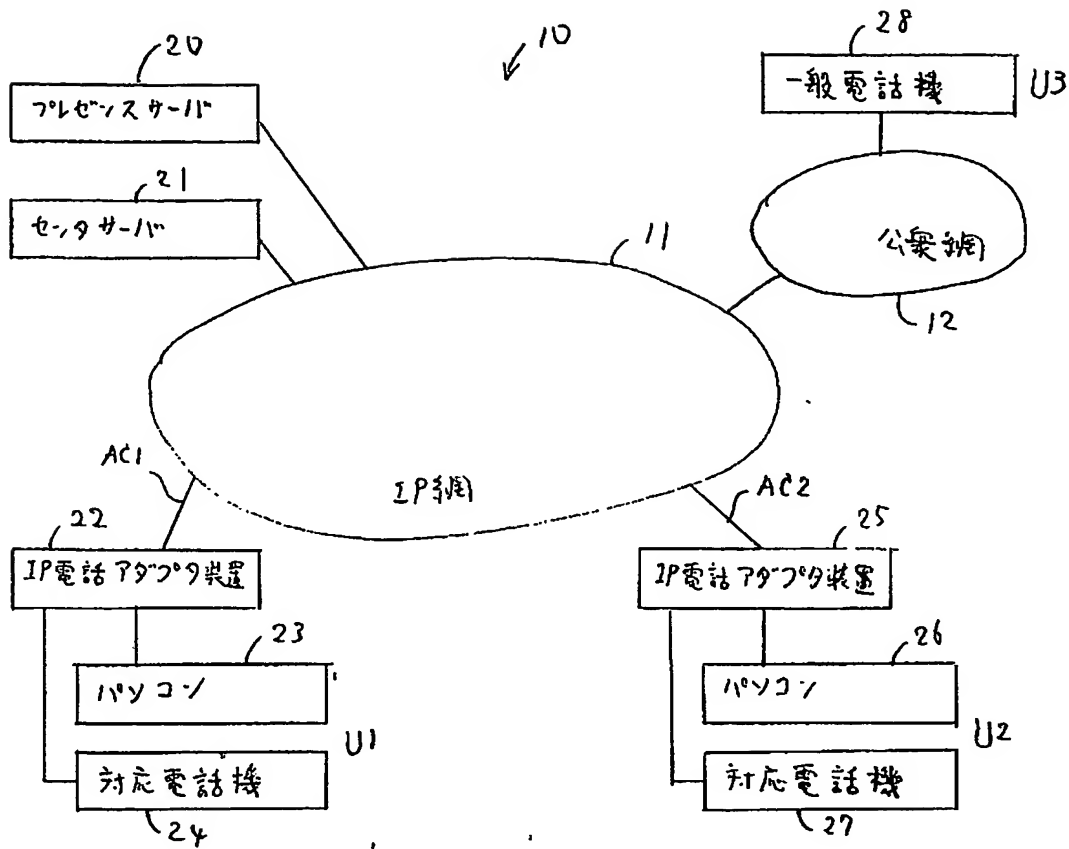 20
10
28
プレゼンスサーバ
一般電話機
U3
21
センタサーバ
11
公衆網
12
AC1
IP網
AC2
22
25
IP電話アダプタ装置
IP電話アダプタ装置
23
26
パソコン
パソコン
U1
U2
対応電話機
対応電話機
24
27